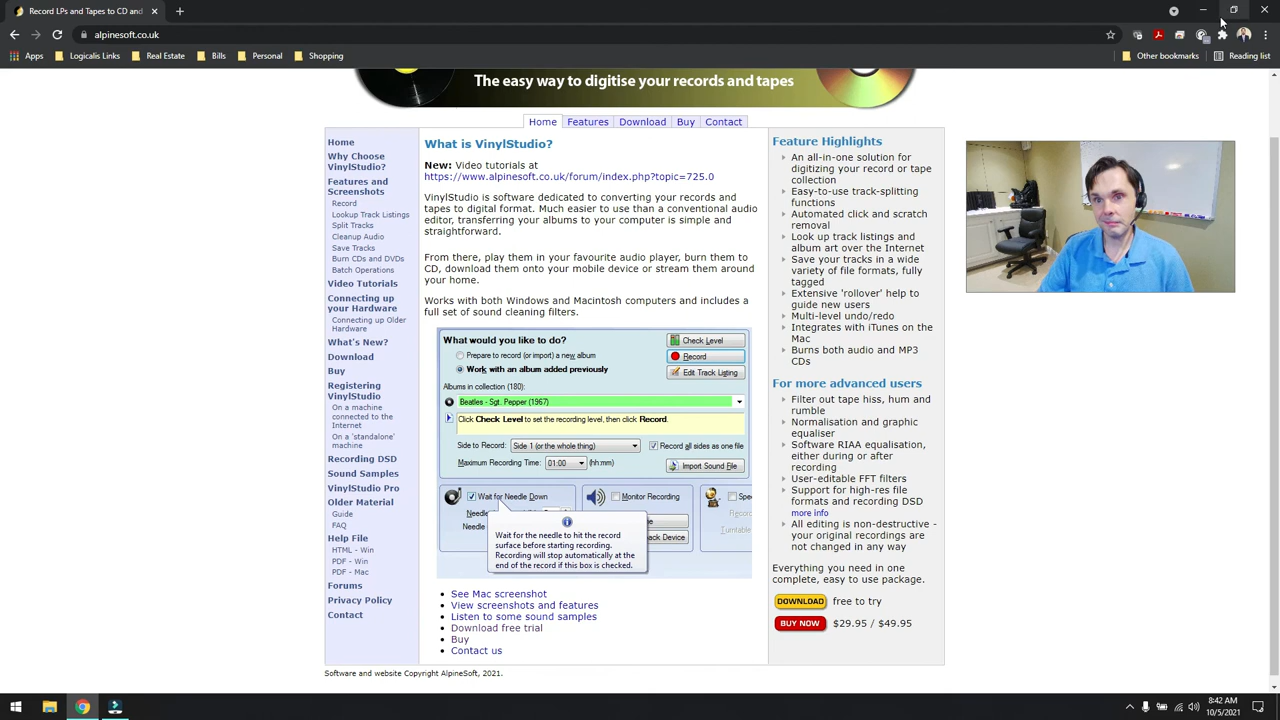 Record LPs and Tapes to CD and
alpinesoft.co.uk
Apps
Logicalis Links
Real Estate
Bills
Personal
Shopping
Other bookmarks
Reading list
The easy way to digitise your records and tapes
Home
Features
Download
Buy
Contact
Home
Why Choose
VinylStudio?
Features and
Screenshots
Record
Lookup Track Listings
Split Tracks
Cleanup Audio
Save Tracks
Burn CDs and DVDs
Batch Operations
Video Tutorials
Connecting up
your Hardware
Connecting up Older
Hardware
What's New?
Download
Buy
Registering
VinylStudio
On a machine
connected to the
Internet
On a 'standalone'
machine
Recording DSD
Sound Samples
VinylStudio Pro
Older Material
Guide
FAQ
Help File
HTML - Win
PDF - Win
PDF - Mac
Forums
Privacy Policy
Contact
What is VinylStudio?
New: Video tutorials at
https://www.alpinesoft.co.uk/forum/index.php?topic=725.0
VinylStudio is software dedicated to converting your records and
tapes to digital format. Much easier to use than a conventional audio
editor, transferring your albums to your computer is simple and
straightforward.
From there, play them in your favourite audio player, burn them to
CD, download them onto your mobile device or stream them around
your home.
Works with both Windows and Macintosh computers and includes a
full set of sound cleaning filters.
What would you like to do?
Prepare to record (or import) a new album
Work with an album added previously
Check Level
Record
Edit Track Listing
Albums in collection (180):
Beatles - Sgt. Pepper (1967)
Click Check Level to set the recording level, then click Record.
Side to Record:
Side 1 (or the whole thing)
Record all sides as one file
Maximum Recording Time:
01:00
(hh:mm)
Import Sound File
Wait for Needle Down
Monitor Recording
Needle
Wait for the needle to hit the record
surface before starting recording.
Recording will stop automatically at the
end of the record if this box is checked.
See Mac screenshot
View screenshots and features
Listen to some sound samples
Download free trial
Buy
Contact us
Feature Highlights
An all-in-one solution for
digitizing your record or tape
collection
Easy-to-use track-splitting
functions
Automated click and scratch
removal
Look up track listings and
album art over the Internet
Save your tracks in a wide
variety of file formats, fully
tagged
Extensive 'rollover' help to
guide new users
Multi-level undo/redo
Integrates with iTunes on the
Mac
Burns both audio and MP3
CDs
For more advanced users
Filter out tape hiss, hum and
rumble
Normalisation and graphic
equaliser
Software RIAA equalisation,
either during or after
recording
User-editable FFT filters
Support for high-res file
formats and recording DSD
more info
All editing is non-destructive -
your original recordings are
not changed in any way
Everything you need in one
complete, easy to use package.
DOWNLOAD free to try
BUY NOW $29.95 / $49.95
Software and website Copyright AlpineSoft, 2021.
8:42 AM
10/5/2021